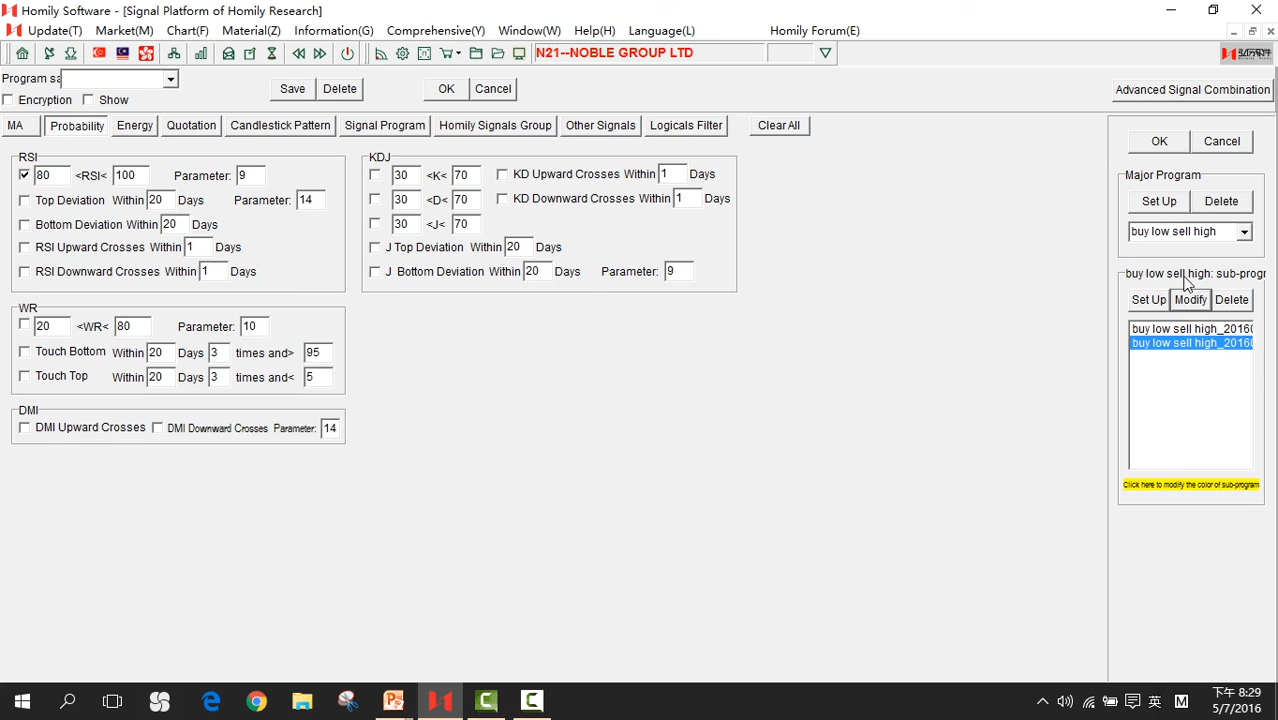 Homily Software - [Signal Platform of Homily Research]
Update(T) Market(M) Chart(F) Material(Z) Information(G) Comprehensive(Y) Window(W) Help(H) Language(L) Homily Forum(E)
N21--NOBLE GROUP LTD
Program sa
Save Delete OK Cancel
Encryption Show
Advanced Signal Combination
MA Probability Energy Quotation Candlestick Pattern Signal Program Homily Signals Group Other Signals Logicals Filter Clear All
RSI
80 <RSI< 100 Parameter: 9
Top Deviation Within 20 Days Parameter: 14
Bottom Deviation Within 20 Days
RSI Upward Crosses Within 1 Days
RSI Downward Crosses Within 1 Days
KDJ
30 <K< 70 KD Upward Crosses Within 1 Days
30 <D< 70 KD Downward Crosses Within 1 Days
30 <J< 70
J Top Deviation Within 20 Days
J Bottom Deviation Within 20 Days Parameter: 9
WR
20 <WR< 80 Parameter: 10
Touch Bottom Within 20 Days 3 times and> 95
Touch Top Within 20 Days 3 times and< 5
DMI
DMI Upward Crosses DMI Downward Crosses Parameter: 14
OK Cancel
Major Program
Set Up Delete
buy low sell high
buy low sell high: sub-progr
Set Up Modify Delete
buy low sell high_2016
buy low sell high_2016
Click here to modify the color of sub-program
英 M
下午 8:29
5/7/2016